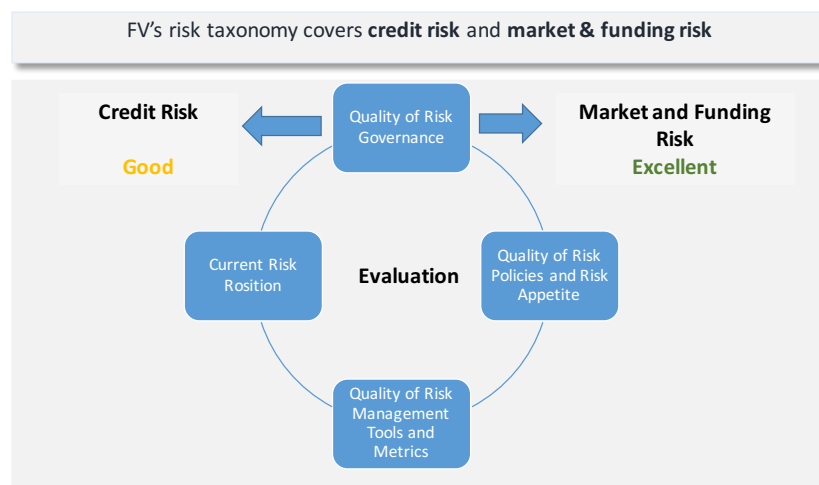 FV's risk taxonomy covers credit risk and market & funding risk
Credit Risk
Good
Quality of Risk
Governance
Market and Funding
Risk
Excellent
Current Risk
Rosition
Evaluation
Quality of Risk
Policies and Risk
Appetite
Quality of Risk
Management
Tools and
Metrics